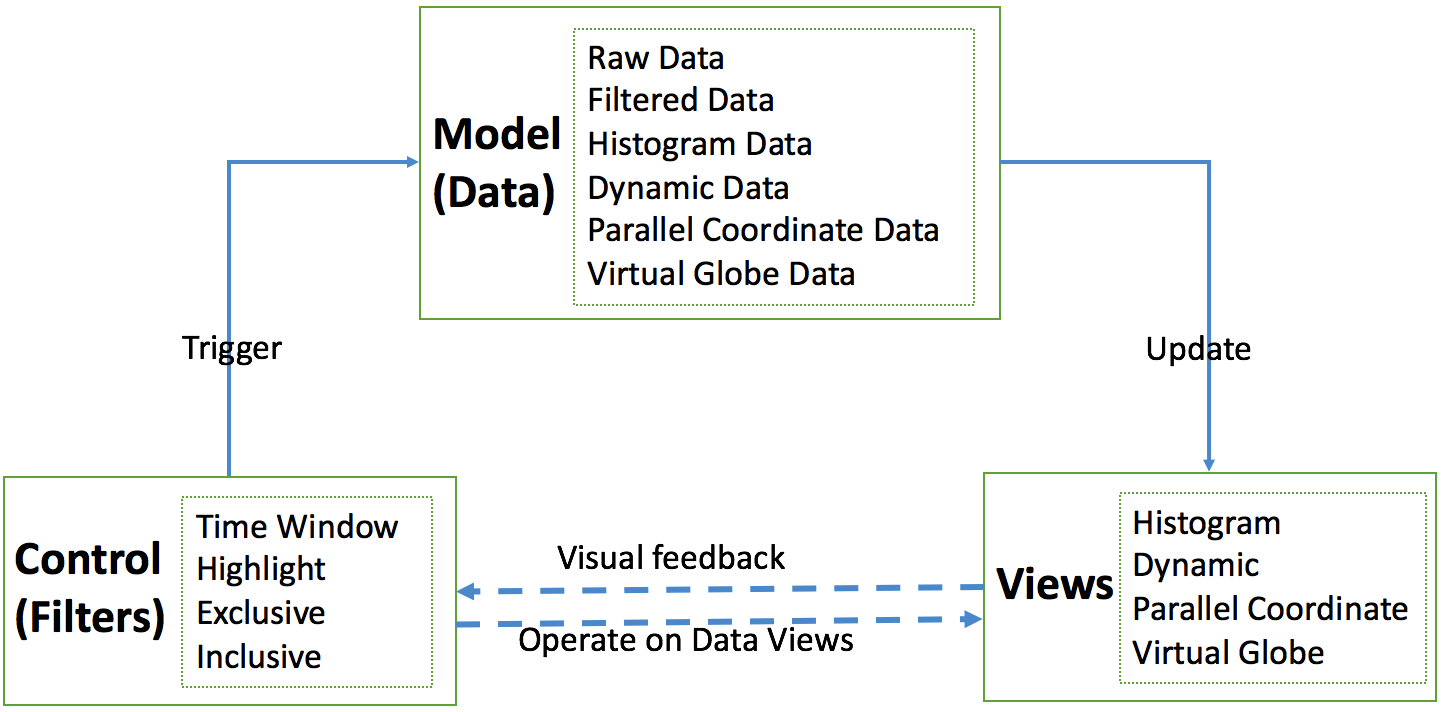 Model
(Data)
Raw Data
Filtered Data
Histogram Data
Dynamic Data
Parallel Coordinate Data
Virtual Globe Data
Trigger
Update
Control
(Filters)
Time Window
Highlight
Exclusive
Inclusive
Visual feedback
Operate on Data Views
Views
Histogram
Dynamic
Parallel Coordinate
Virtual Globe